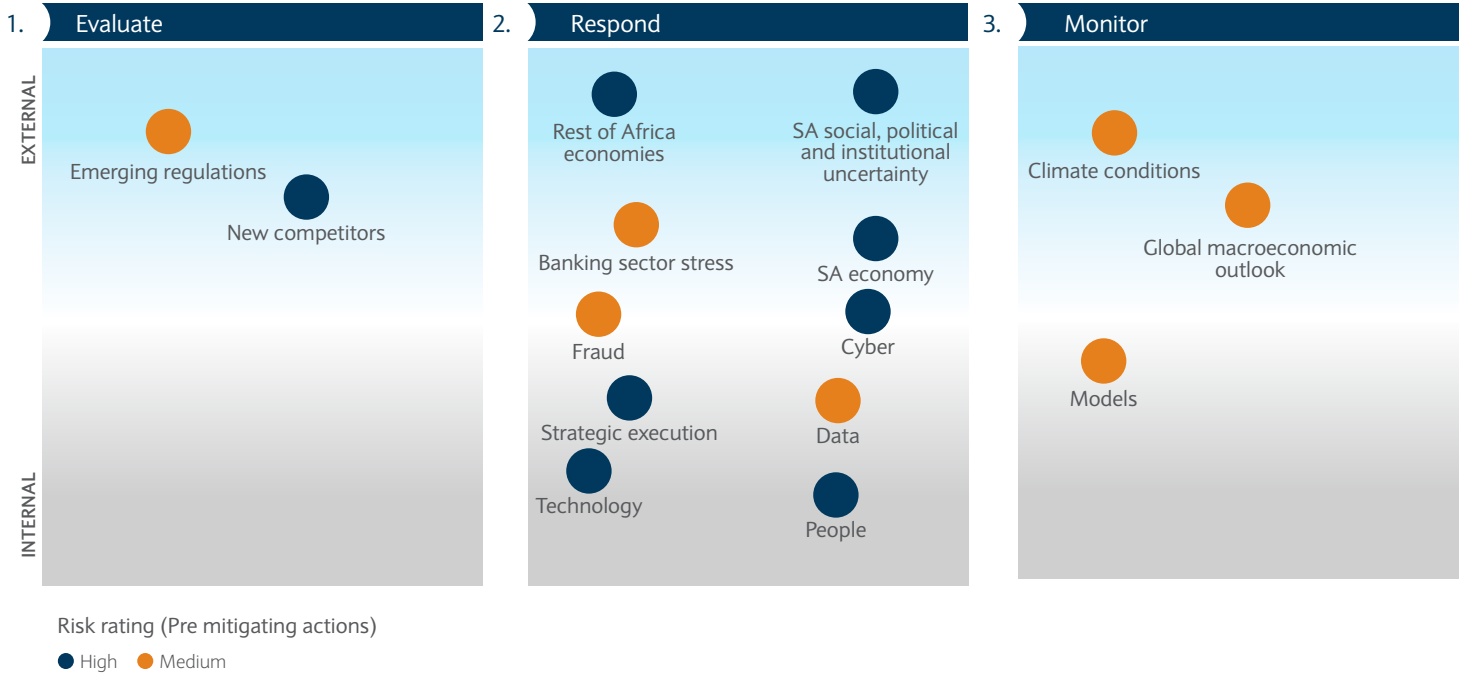 1. Evaluate
2. Respond
3. Monitor
EXTERNAL
INTERNAL
Emerging regulations
New competitors
Rest of Africa
economies
SA social, political
and institutional
uncertainty
Banking sector stress
SA economy
Fraud
Cyber
Strategic execution
Data
Technology
People
Climate conditions
Global macroeconomic
outlook
Models
Risk rating (Pre mitigating actions)
High Medium